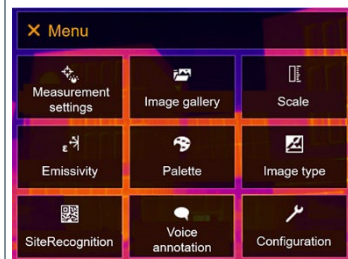 Menu
Measurement
settings
Image gallery
Scale
ε
Emissivity
Palette
Image type
SiteRecognition
Voice
annotation
Configuration